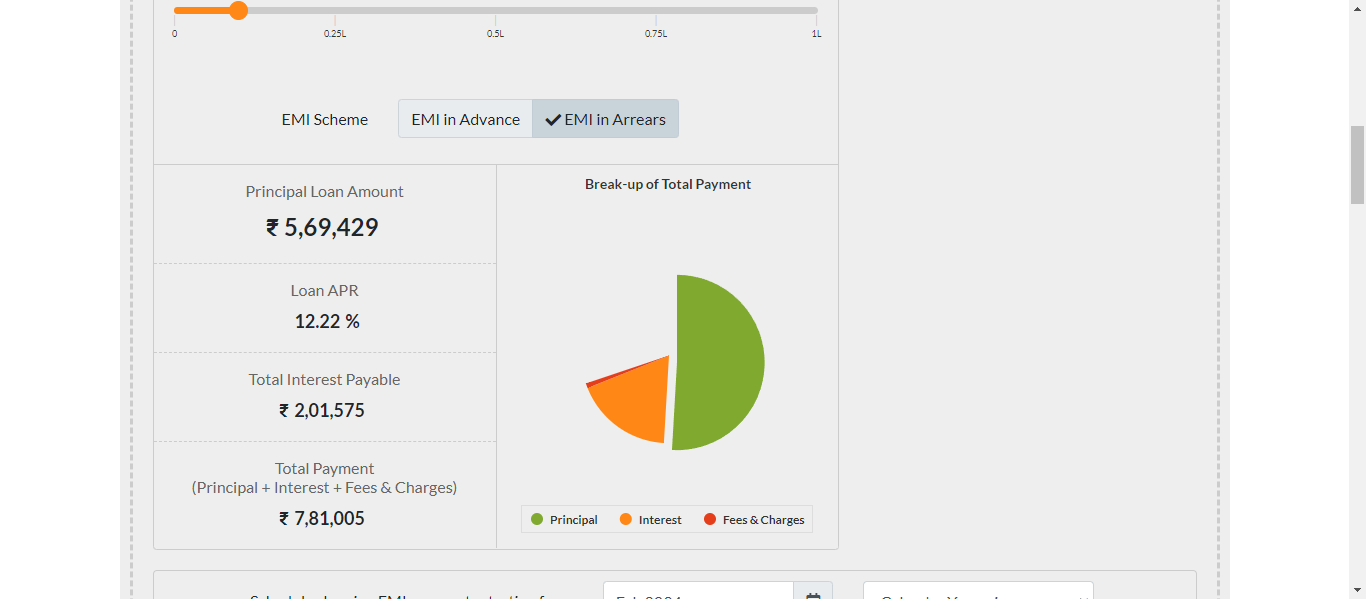 0 0.25L 0.5L 0.75L 1L
EMI Scheme EMI in Advance EMI in Arrears
Principal Loan Amount
₹ 5,69,429
Loan APR
12.22 %
Total Interest Payable
₹ 2,01,575
Total Payment
(Principal + Interest + Fees & Charges)
₹ 7,81,005
Break-up of Total Payment
Principal Interest Fees & Charges